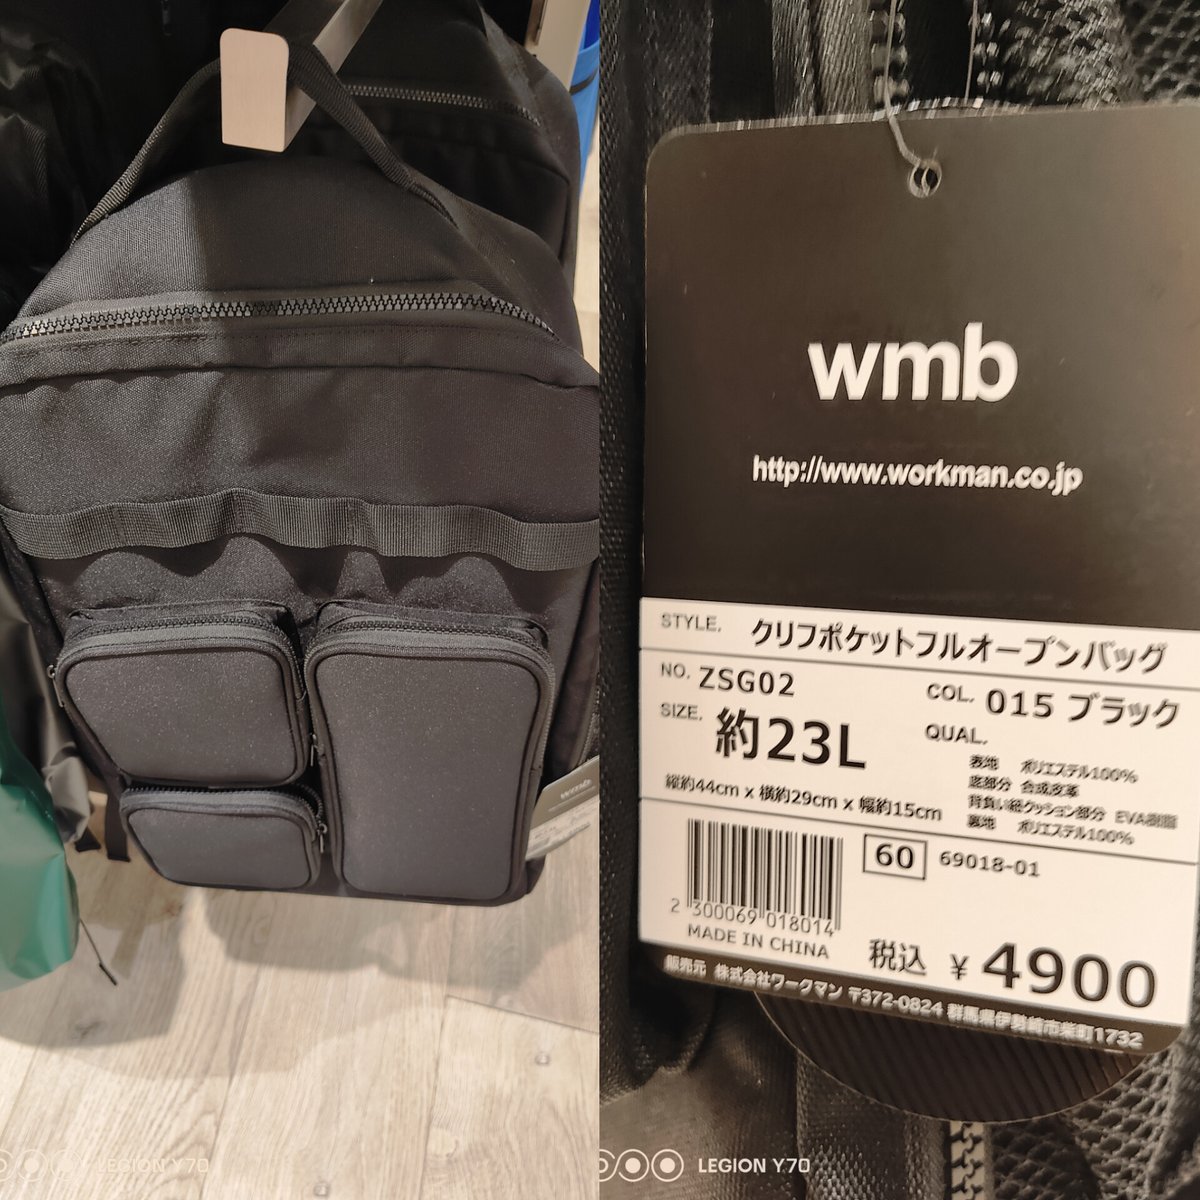 wmb
LEGION Y70
wmb
http://www.workman.co.jp
STYLE. クリフポケットフルオープンバッグ
NO. ZSG02
COL. 015 ブラック
SIZE. 約23L
QUAL.
表地 ポリエステル100%
底部分 合成皮革
背負い紐クッション部分 EVA樹脂
裏地 ポリエステル100%
縦約44cm x 横約29cm x 幅約15cm
60 69018-01
2 300069 018014
MADE IN CHINA
税込 ¥4900
販売元 株式会社ワークマン 〒372-0824 群馬県伊勢崎市柴町1732
LEGION Y70